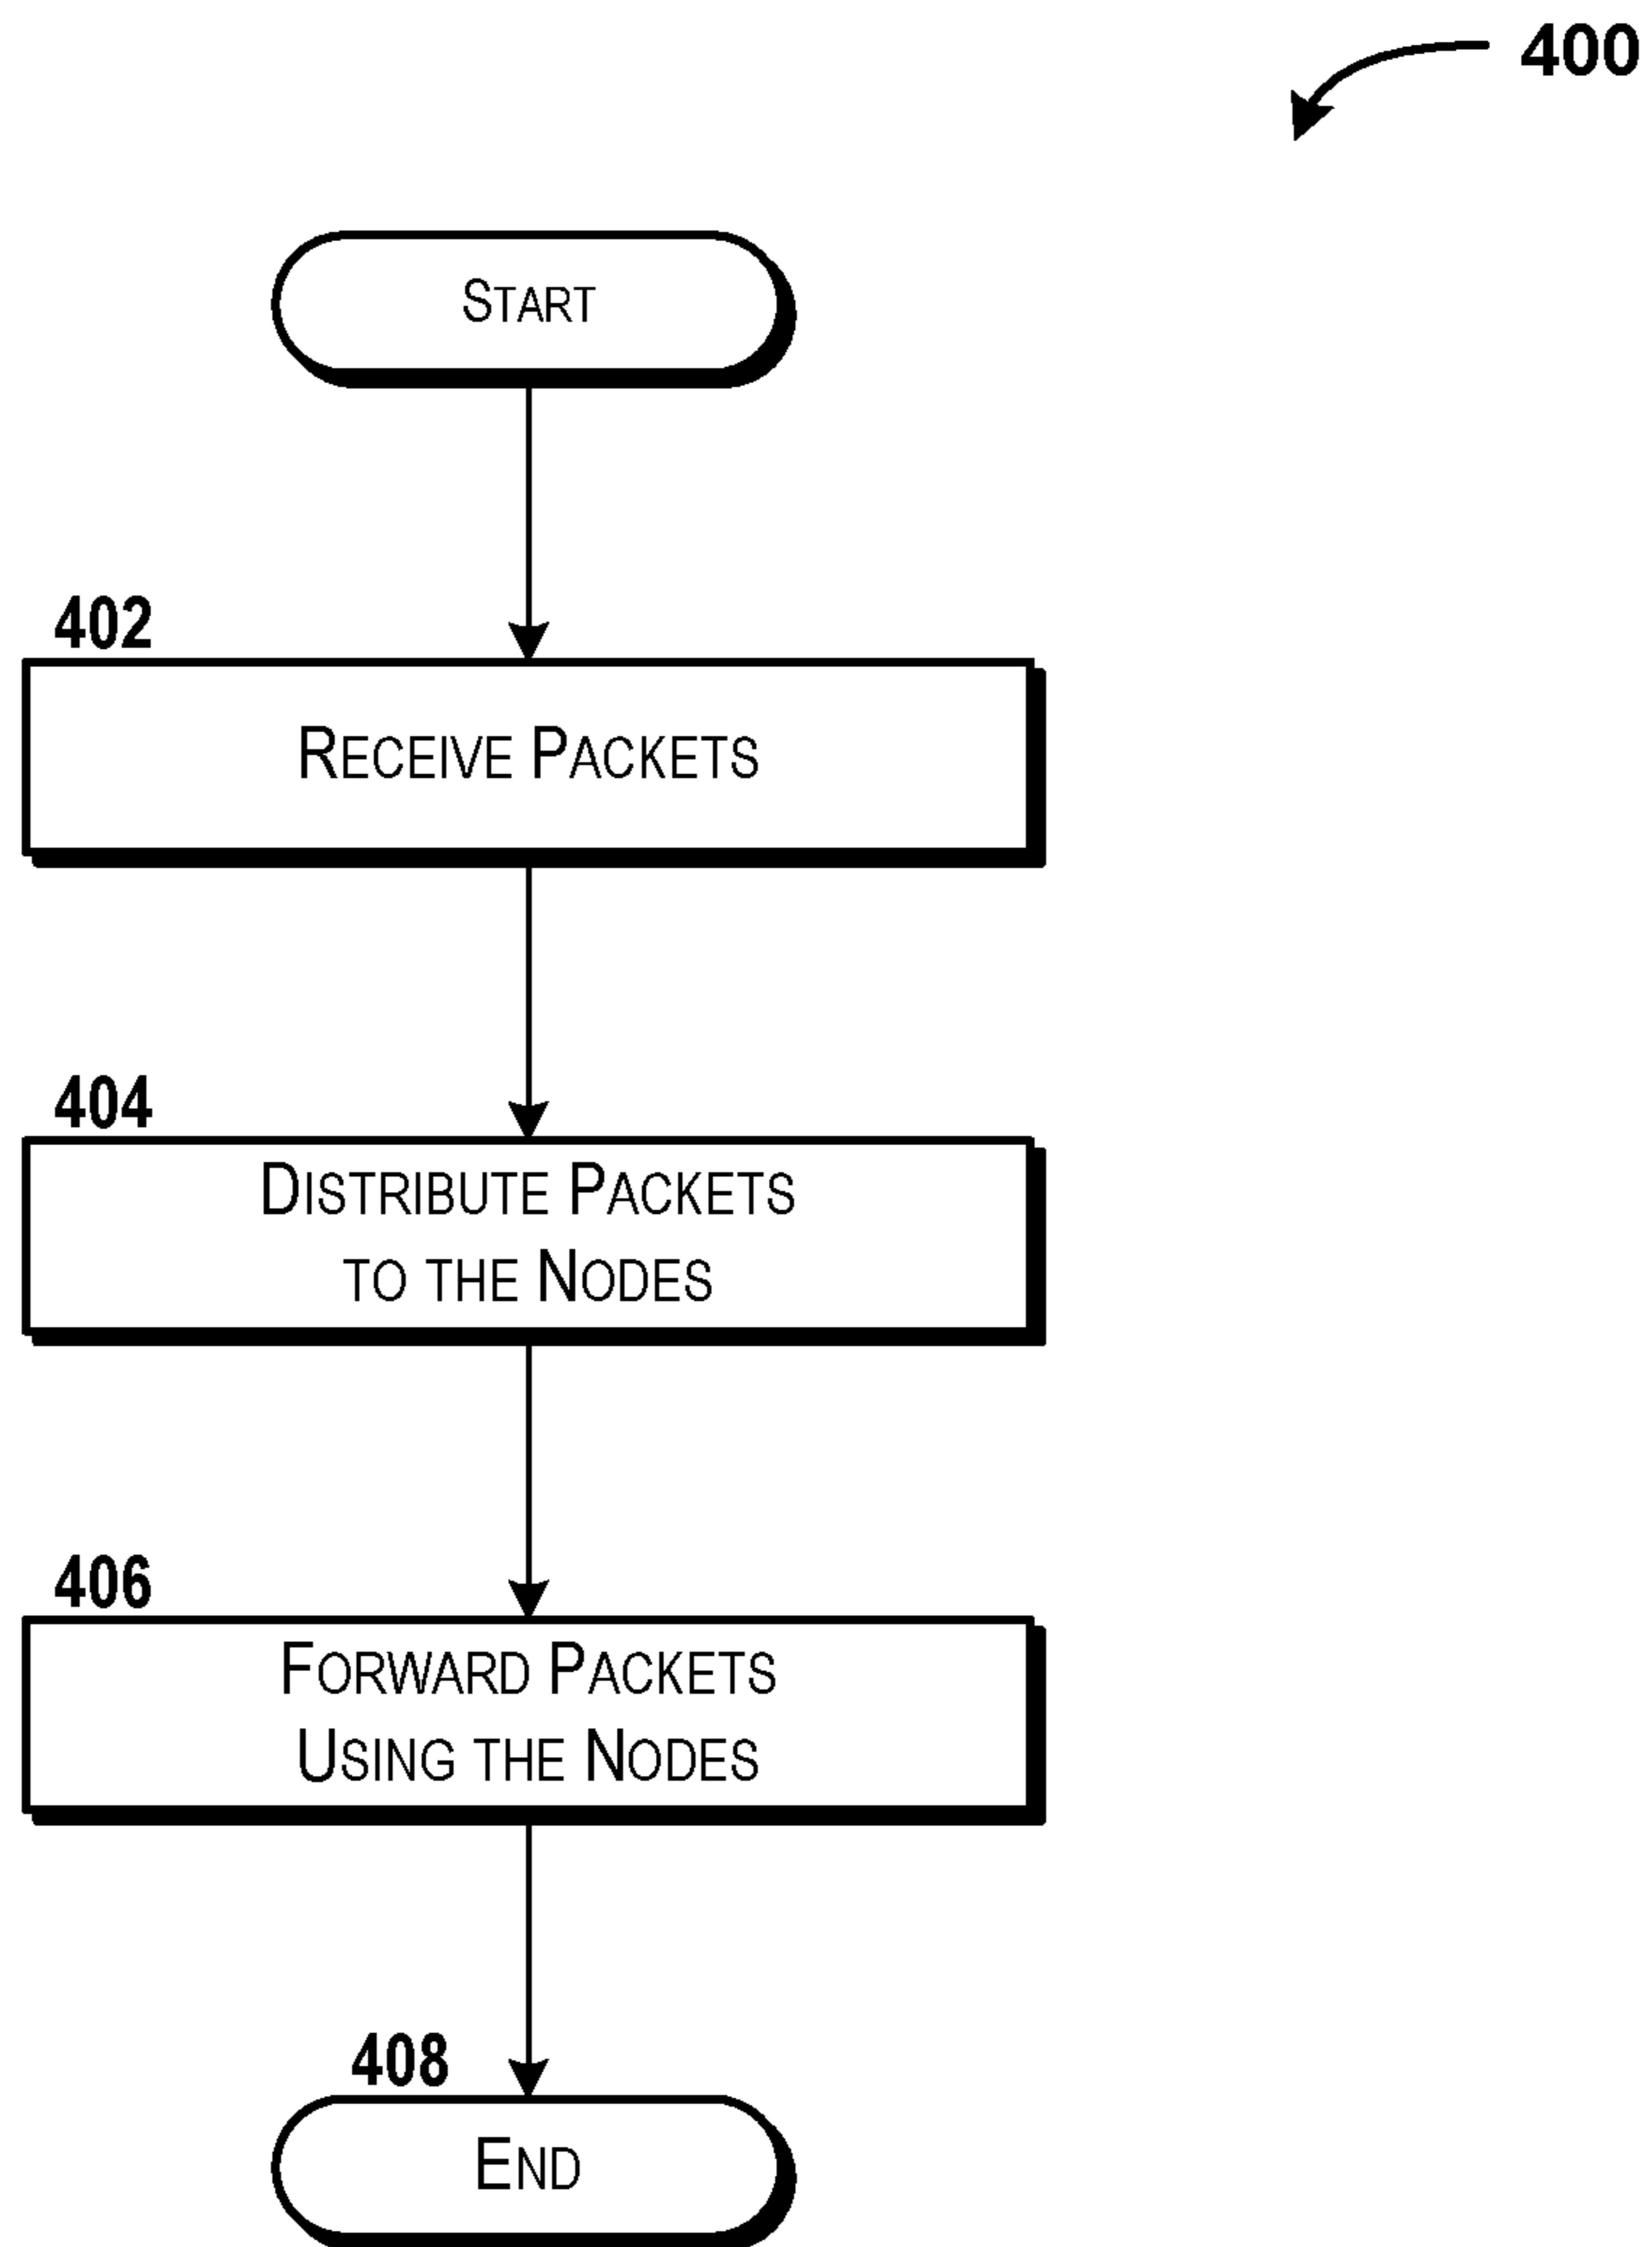 400
START
402
RECEIVE PACKETS
404
DISTRIBUTE PACKETS
TO THE NODES
406
FORWARD PACKETS
USING THE NODES
408
END